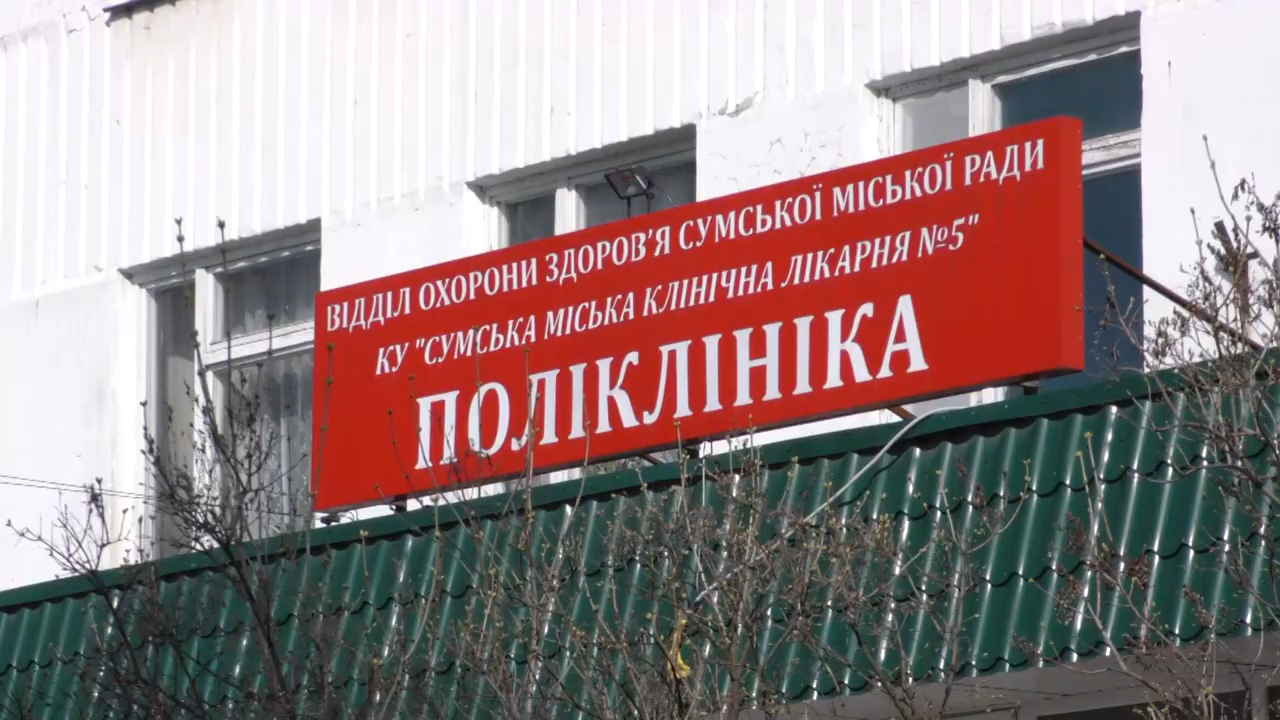 ВІДДІЛ ОХОРОНИ ЗДОРОВ'Я СУМСЬКОЇ МІСЬКОЇ РАДИ
КУ "СУМСЬКА МІСЬКА КЛІНІЧНА ЛІКАРНЯ №5"
ПОЛІКЛІНІКА